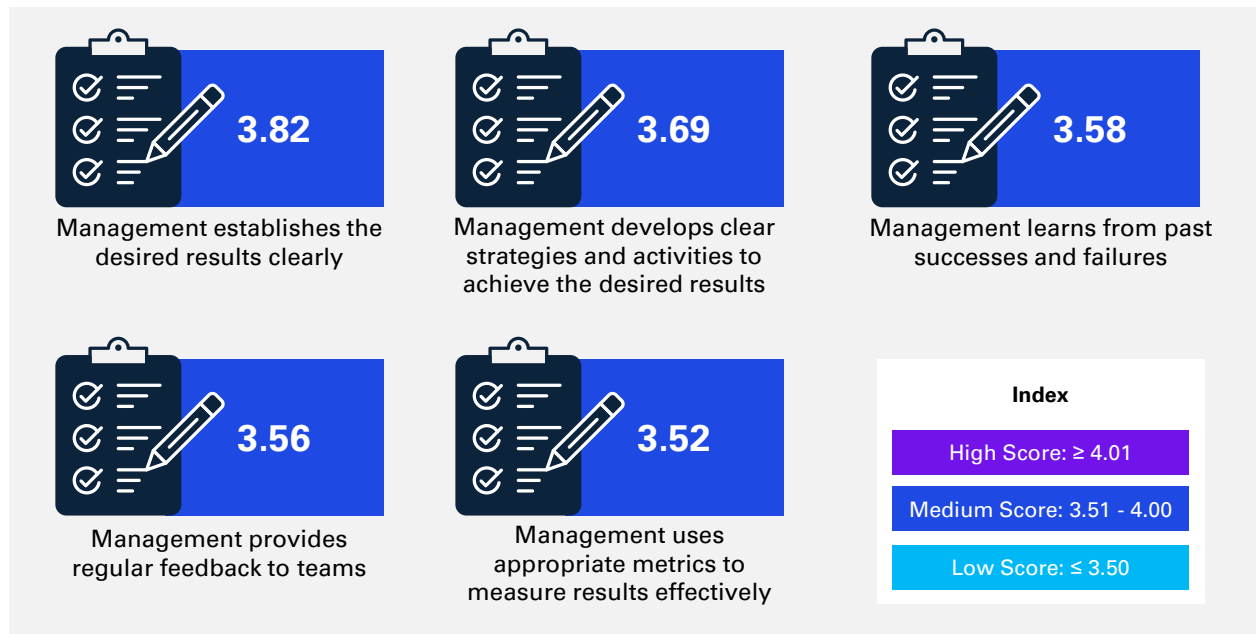 3.82
Management establishes the
desired results clearly
3.69
Management develops clear
strategies and activities to
achieve the desired results
3.58
Management learns from past
successes and failures
3.56
Management provides
regular feedback to teams
3.52
Management uses
appropriate metrics to
measure results effectively
Index
High Score: ≥ 4.01
Medium Score: 3.51 - 4.00
Low Score: ≤ 3.50